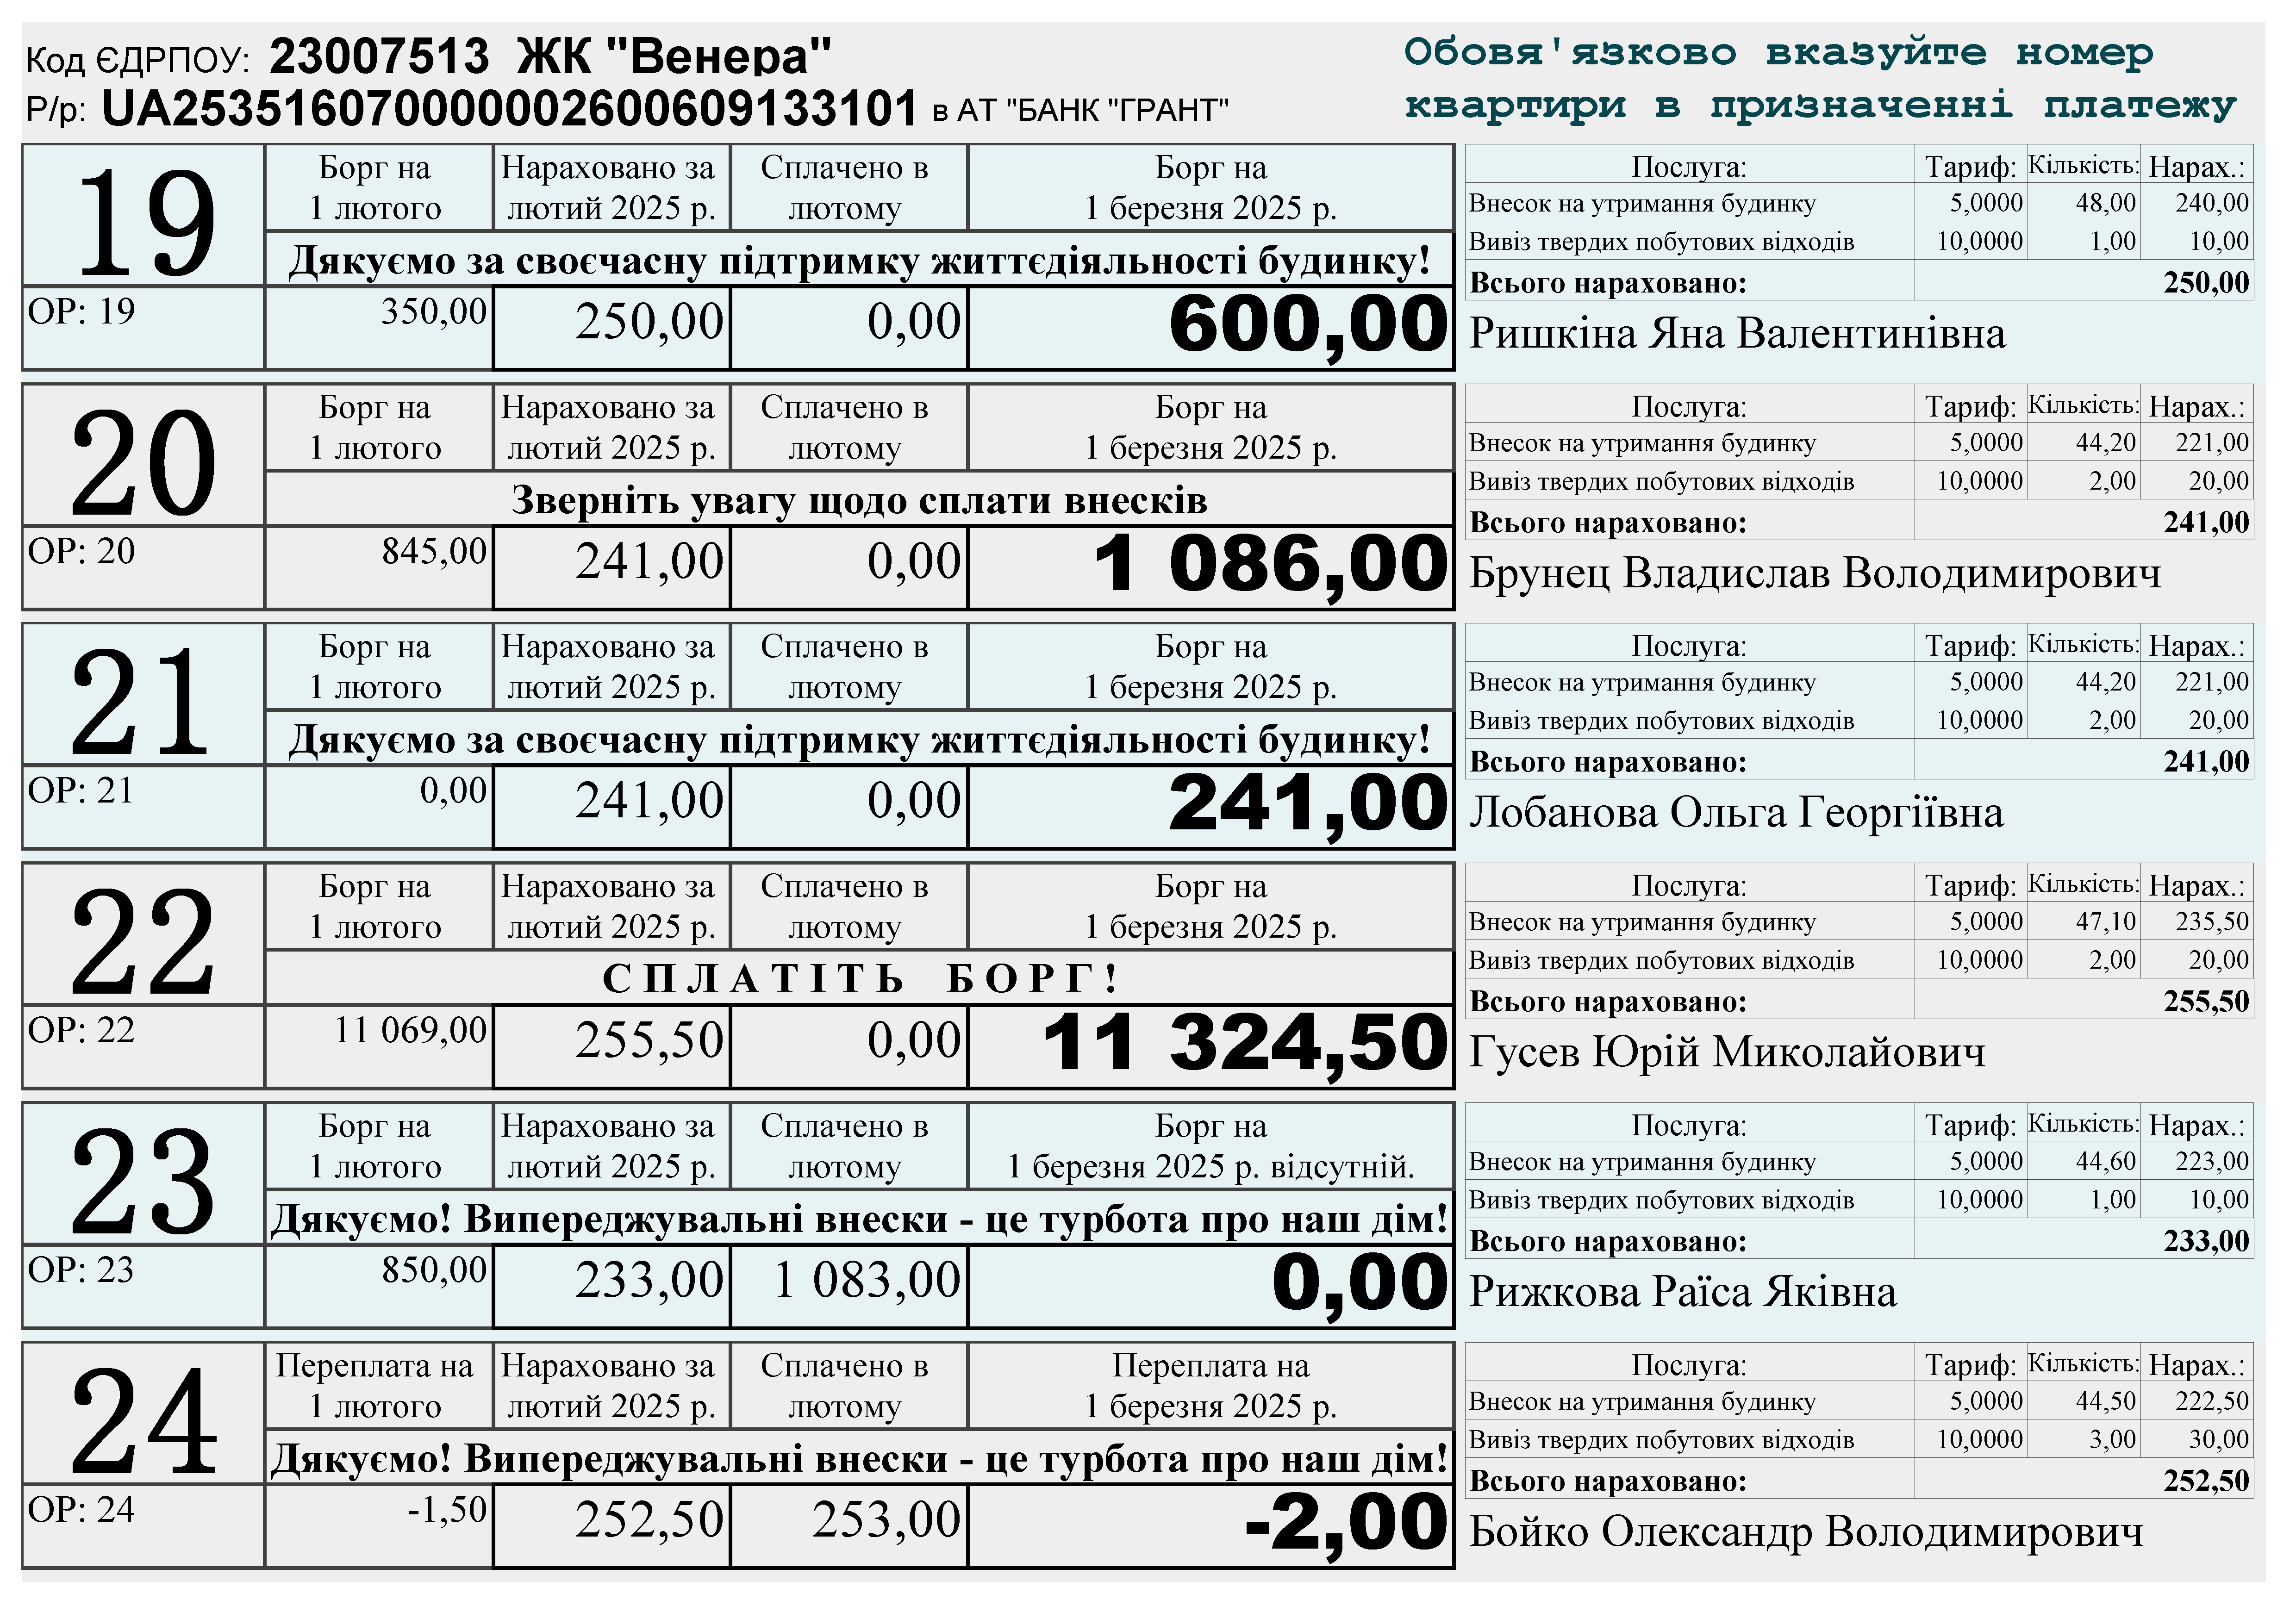 Код ЄДРПОУ: 23007513 ЖК "Венера"
Р/р: UA253516070000002600609133101 в АТ "БАНК "ГРАНТ"
Обовя'язково вказуйте номер
квартири в призначенні платежу
19
Борг на
1 лютого
Нараховано за
лютий 2025 р.
Сплачено в
лютому
Борг на
1 березня 2025 р.
Дякуємо за своєчасну підтримку життєдіяльності будинку!
ОР: 19 350,00 250,00 0,00 600,00
Послуга: Тариф: Кількість: Нарах.:
Внесок на утримання будинку 5,0000 48,00 240,00
Вивіз твердих побутових відходів 10,0000 1,00 10,00
Всього нараховано: 250,00
Ришкіна Яна Валентинівна
20
Борг на
1 лютого
Нараховано за
лютий 2025 р.
Сплачено в
лютому
Борг на
1 березня 2025 р.
Зверніть увагу щодо сплати внесків
ОР: 20 845,00 241,00 0,00 1 086,00
Послуга: Тариф: Кількість: Нарах.:
Внесок на утримання будинку 5,0000 44,20 221,00
Вивіз твердих побутових відходів 10,0000 2,00 20,00
Всього нараховано: 241,00
Брунец Владислав Володимирович
21
Борг на
1 лютого
Нараховано за
лютий 2025 р.
Сплачено в
лютому
Борг на
1 березня 2025 р.
Дякуємо за своєчасну підтримку життєдіяльності будинку!
ОР: 21 0,00 241,00 0,00 241,00
Послуга: Тариф: Кількість: Нарах.:
Внесок на утримання будинку 5,0000 44,20 221,00
Вивіз твердих побутових відходів 10,0000 2,00 20,00
Всього нараховано: 241,00
Лобанова Ольга Георгіївна
22
Борг на
1 лютого
Нараховано за
лютий 2025 р.
Сплачено в
лютому
Борг на
1 березня 2025 р.
С П Л А Т І Т Ь Б О Р Г !
ОР: 22 11 069,00 255,50 0,00 11 324,50
Послуга: Тариф: Кількість: Нарах.:
Внесок на утримання будинку 5,0000 47,10 235,50
Вивіз твердих побутових відходів 10,0000 2,00 20,00
Всього нараховано: 255,50
Гусев Юрій Миколайович
23
Борг на
1 лютого
Нараховано за
лютий 2025 р.
Сплачено в
лютому
Борг на
1 березня 2025 р. відсутній.
Дякуємо! Випереджувальні внески - це турбота про наш дім!
ОР: 23 850,00 233,00 1 083,00 0,00
Послуга: Тариф: Кількість: Нарах.:
Внесок на утримання будинку 5,0000 44,60 223,00
Вивіз твердих побутових відходів 10,0000 1,00 10,00
Всього нараховано: 233,00
Рижкова Раїса Яківна
24
Переплата на
1 лютого
Нараховано за
лютий 2025 р.
Сплачено в
лютому
Переплата на
1 березня 2025 р.
Дякуємо! Випереджувальні внески - це турбота про наш дім!
ОР: 24 -1,50 252,50 253,00 -2,00
Послуга: Тариф: Кількість: Нарах.:
Внесок на утримання будинку 5,0000 44,50 222,50
Вивіз твердих побутових відходів 10,0000 3,00 30,00
Всього нараховано: 252,50
Бойко Олександр Володимирович